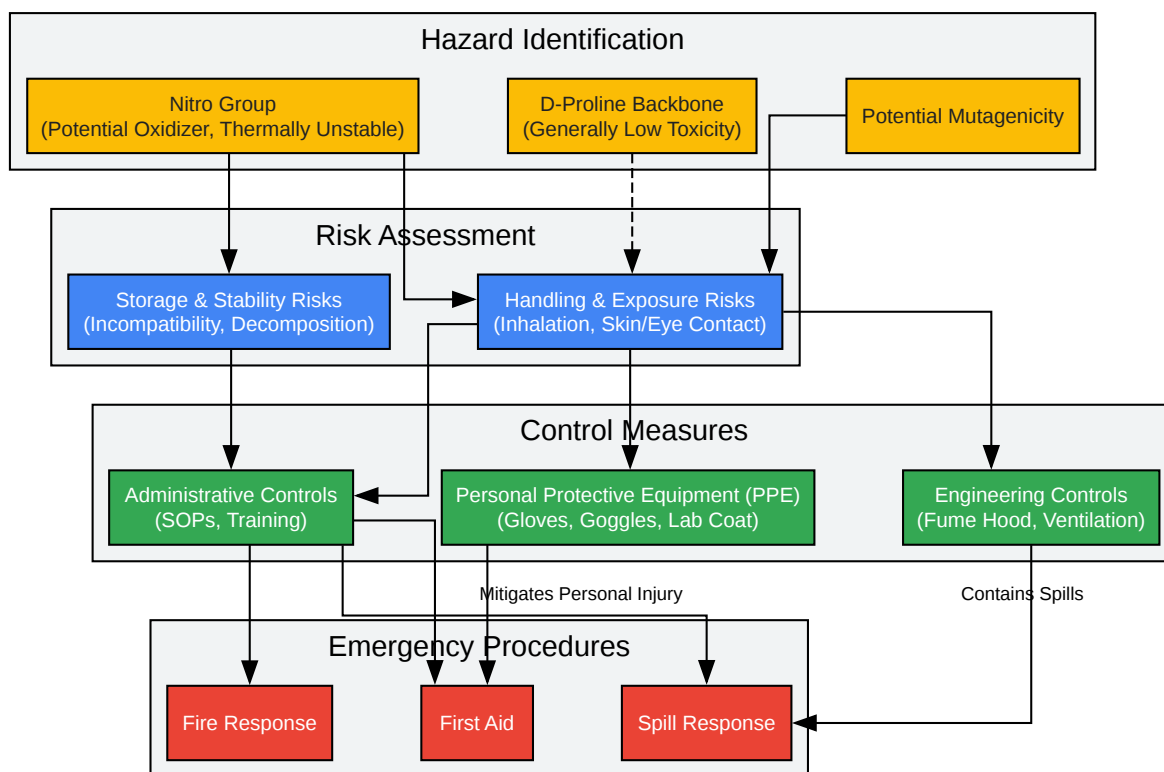 Hazard Identification
Nitro Group
(Potential Oxidizer, Thermally Unstable)
D-Proline Backbone
(Generally Low Toxicity)
Potential Mutagenicity
Risk Assessment
Storage & Stability Risks
(Incompatibility, Decomposition)
Handling & Exposure Risks
(Inhalation, Skin/Eye Contact)
Control Measures
Administrative Controls
(SOPs, Training)
Personal Protective Equipment (PPE)
(Gloves, Goggles, Lab Coat)
Engineering Controls
(Fume Hood, Ventilation)
Mitigates Personal Injury
Contains Spills
Emergency Procedures
Fire Response
First Aid
Spill Response